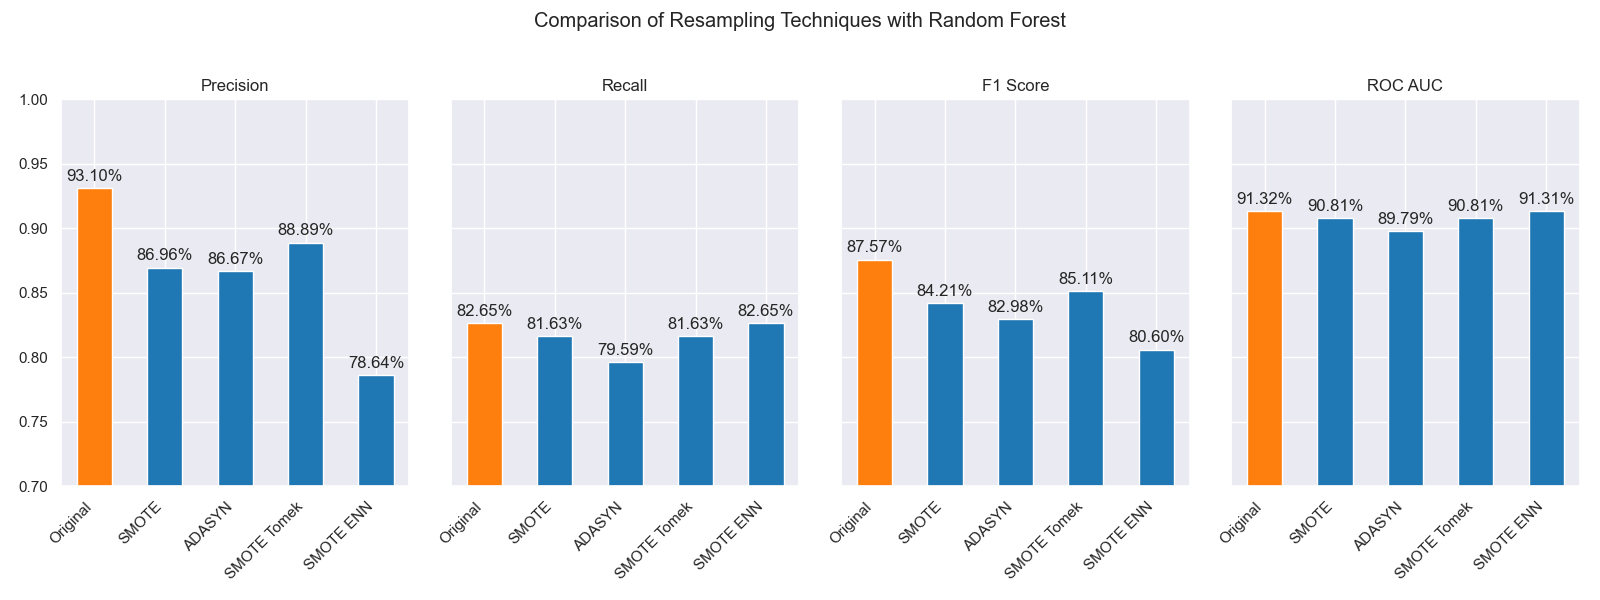 Comparison of Resampling Techniques with Random Forest
Precision
Recall
F1 Score
ROC AUC
1.00
0.95
0.90
0.85
0.80
0.75
0.70
93.10%
86.96%
86.67%
88.89%
78.64%
Original
SMOTE
ADASYN
SMOTE Tomek
SMOTE ENN
82.65%
81.63%
79.59%
81.63%
82.65%
Original
SMOTE
ADASYN
SMOTE Tomek
SMOTE ENN
87.57%
84.21%
82.98%
85.11%
80.60%
Original
SMOTE
ADASYN
SMOTE Tomek
SMOTE ENN
91.32%
90.81%
89.79%
90.81%
91.31%
Original
SMOTE
ADASYN
SMOTE Tomek
SMOTE ENN